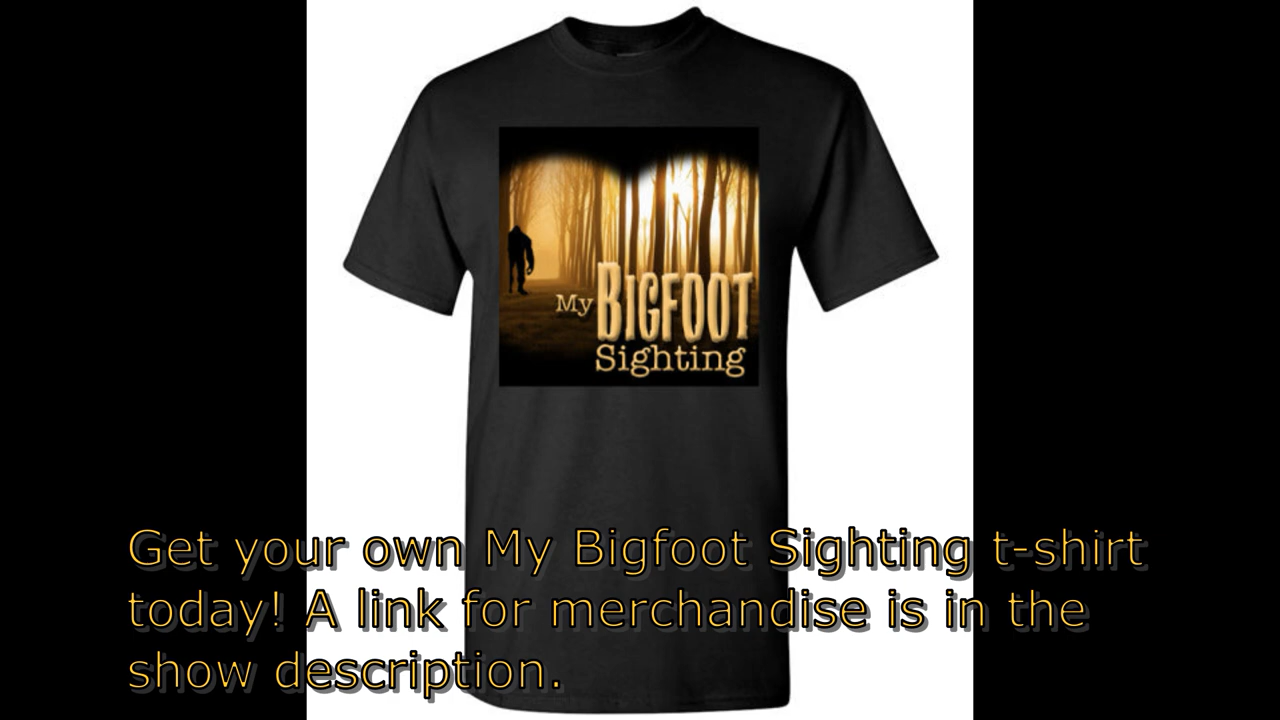 My BIGFOOT
Sighting
Get your own My Bigfoot Sighting t-shirt
today! A link for merchandise is in the
show description.